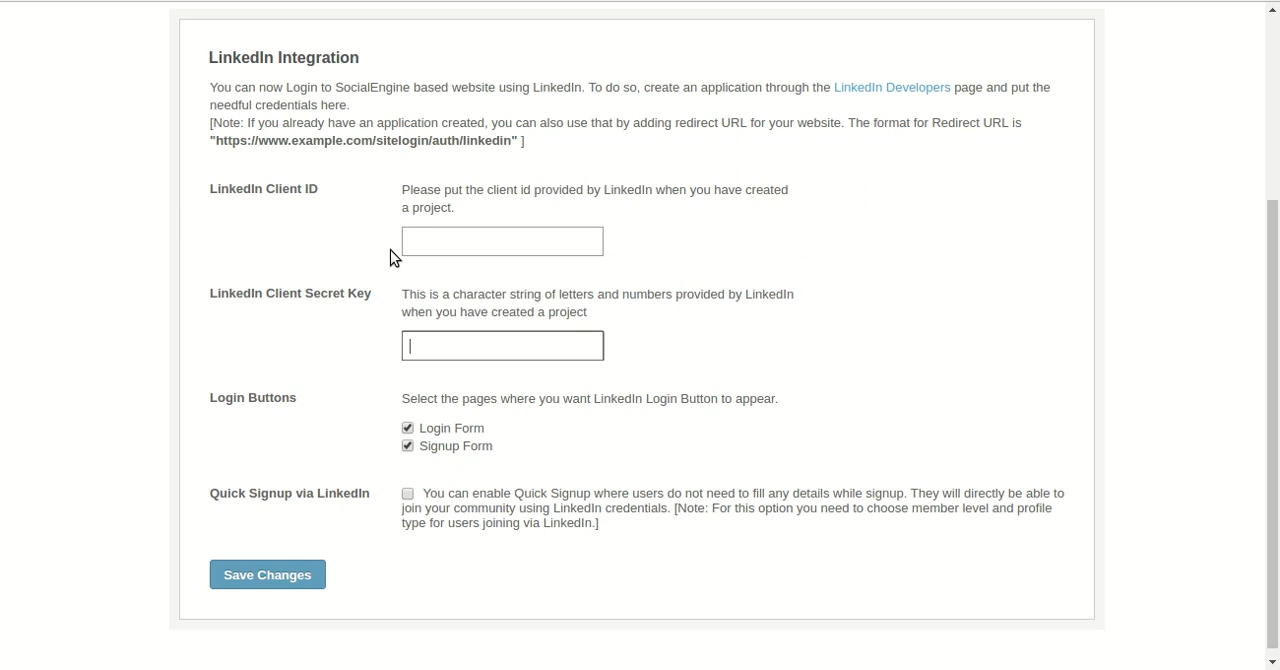 LinkedIn Integration
You can now Login to SocialEngine based website using LinkedIn. To do so, create an application through the LinkedIn Developers page and put the
needful credentials here.
[Note: If you already have an application created, you can also use that by adding redirect URL for your website. The format for Redirect URL is
"https://www.example.com/sitelogin/auth/linkedin" ]
LinkedIn Client ID
Please put the client id provided by LinkedIn when you have created
a project.
LinkedIn Client Secret Key
This is a character string of letters and numbers provided by LinkedIn
when you have created a project
Login Buttons
Select the pages where you want LinkedIn Login Button to appear.
Login Form
Signup Form
Quick Signup via LinkedIn
You can enable Quick Signup where users do not need to fill any details while signup. They will directly be able to
join your community using LinkedIn credentials. [Note: For this option you need to choose member level and profile
type for users joining via LinkedIn.]
Save Changes